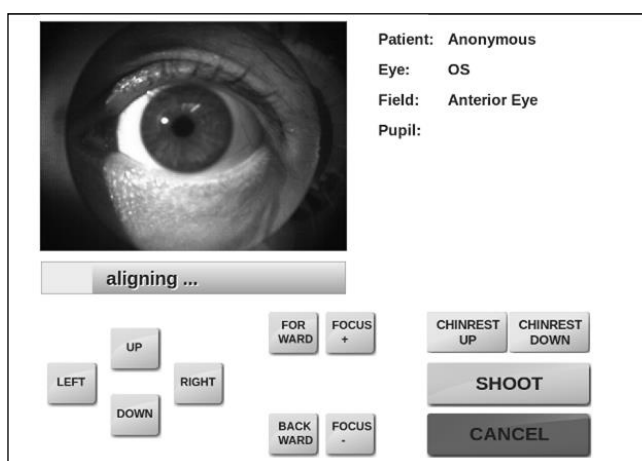 Patient: Anonymous
Eye: OS
Field: Anterior Eye
Pupil:
aligning ...
UP
LEFT
RIGHT
DOWN
FOR
WARD
FOCUS
+
BACK
WARD
FOCUS
-
CHINREST
UP
CHINREST
DOWN
SHOOT
CANCEL